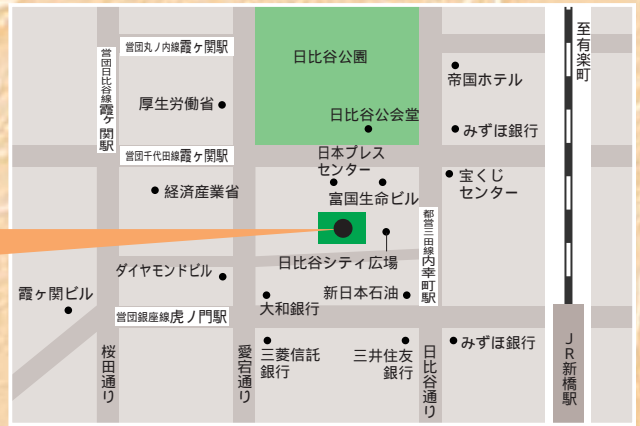 営団丸ノ内線霞ヶ関駅
日比谷公園
至有楽町
営団日比谷線霞ヶ関駅
帝国ホテル
厚生労働省
日比谷公会堂
みずほ銀行
営団千代田線霞ヶ関駅
日本プレス
センター
宝くじ
センター
経済産業省
富国生命ビル
都営三田線内幸町駅
日比谷シティ広場
ダイヤモンドビル
霞ヶ関ビル
新日本石油
大和銀行
営団銀座線虎ノ門駅
みずほ銀行
JR新橋駅
桜田通り
愛宕通り
三菱信託
銀行
三井住友
銀行
日比谷通り